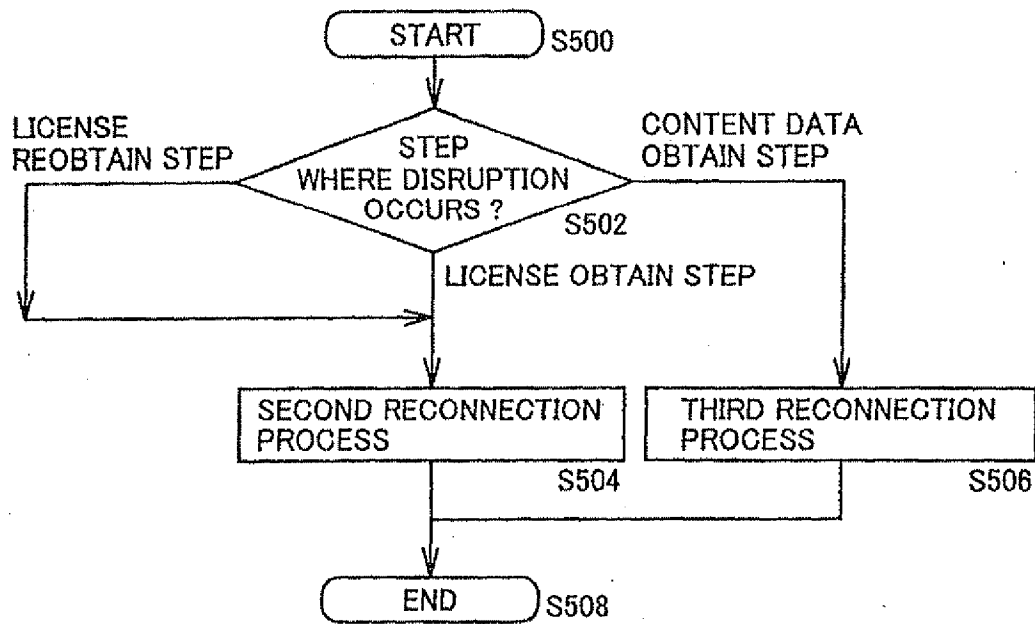 START
S500
LICENSE
REOBTAIN STEP
STEP
WHERE DISRUPTION
OCCURS ?
S502
CONTENT DATA
OBTAIN STEP
LICENSE OBTAIN STEP
SECOND RECONNECTION
PROCESS
S504
THIRD RECONNECTION
PROCESS
S506
END
S508